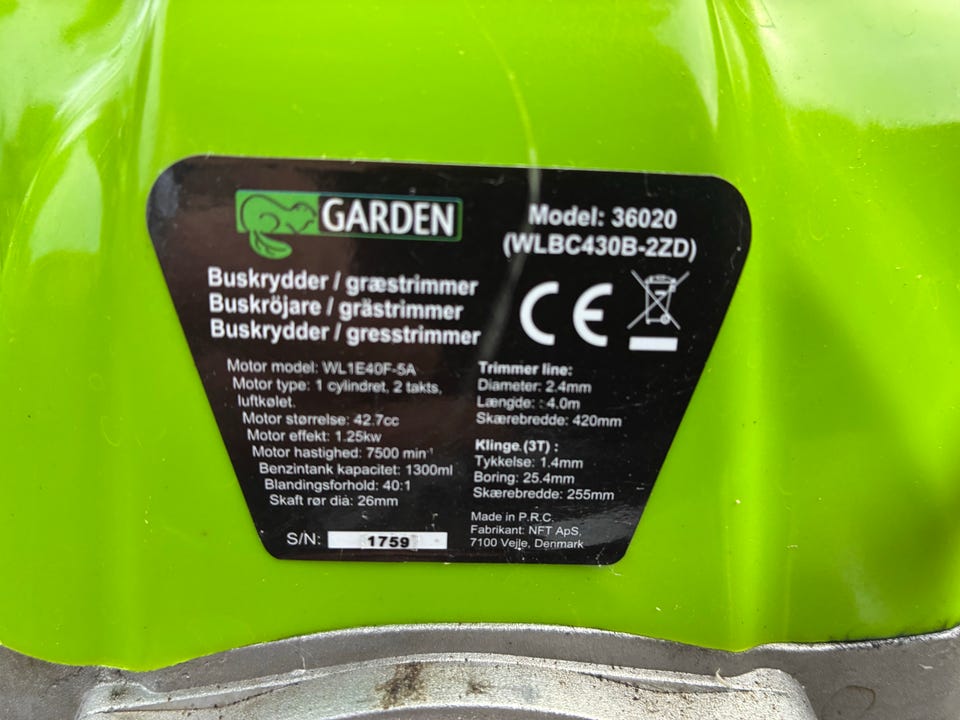 GARDEN
Model: 36020
(WLBC430B-2ZD)
Buskrydder / græstrimmer
Buskröjare / grästrimmer
Buskrydder / gresstrimmer
Motor model: WL1E40F-5A
Motor type: 1 cylindret, 2 takts,
luftkølet.
Motor størrelse: 42.7cc
Motor effekt: 1.25kw
Motor hastighed: 7500 min⁻¹
Benzintank kapacitet: 1300ml
Blandingsforhold: 40:1
Skaft rør dia: 26mm
S/N: 1759
CE
Trimmer line:
Diameter: 2.4mm
Længde: 4.0m
Skærebredde: 420mm
Klinge (3T) :
Tykkelse: 1.4mm
Boring: 25.4mm
Skærebredde: 255mm
Made in P.R.C.
Fabrikant: NFT ApS,
7100 Vejle, Denmark